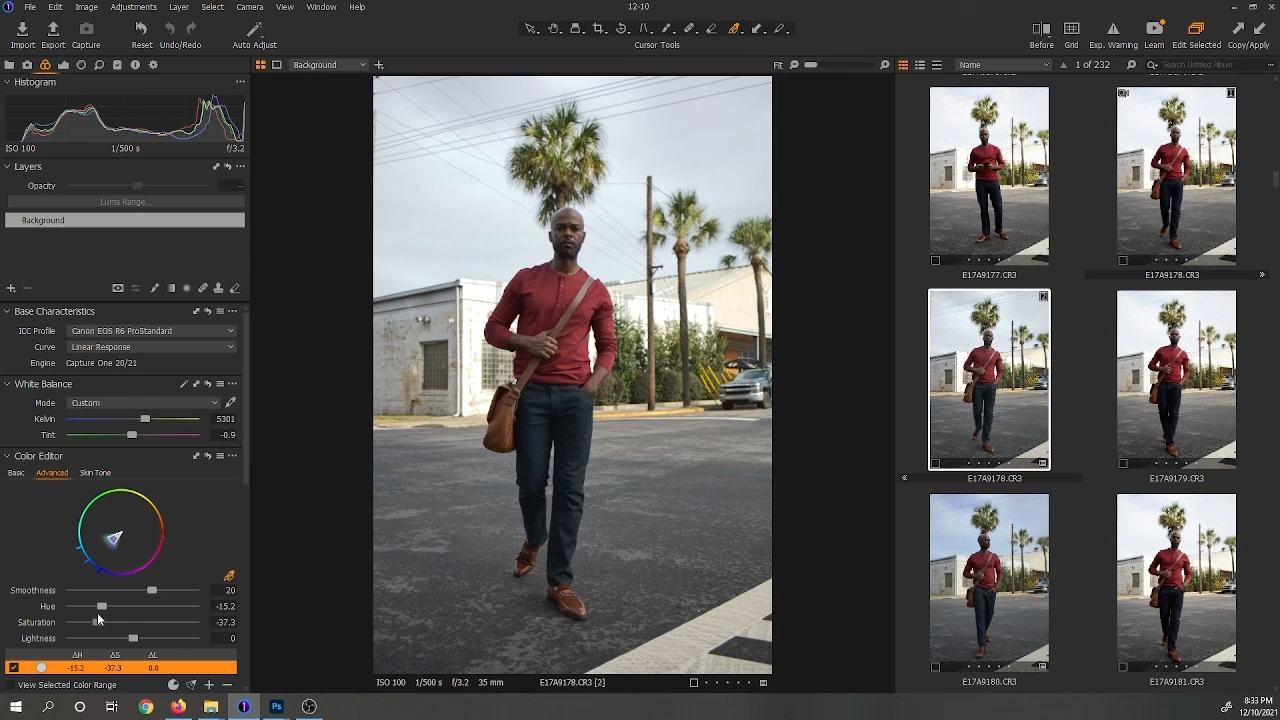 File Edit View Adjustments Layer Album Image Select Camera View Window Help
12-10
Import Export Capture Reset Undo/Redo Auto Adjust Cursor Tools Before Grid Exp. Warning Learn Edit Selected Copy/Apply
Background Fit Name 1 of 232 Search Untitled Album
Histogram
ISO 100 1/500 s f/3.2
Layers
Opacity
Luma Range...
Background
Base Characteristics
ICC Profile Canon EOS R6 ProStandard
Curve Linear Response
Engine Capture One 20/21
White Balance
Mode Custom
Kelvin 5301
Tint -0.9
Color Editor
Basic Advanced Skin Tone
Smoothness 20
Hue -15.2
Saturation -37.3
Lightness 0
ΔH ΔS ΔL
-15.2 -37.3 0.0
View Selected Color Range
ISO 100 1/500 s f/3.2 35 mm E17A9178.CR3 [2]
E17A9177.CR3 E17A9178.CR3
E17A9178.CR3 E17A9179.CR3
E17A9180.CR3 E17A9181.CR3
8:33 PM
12/10/2021